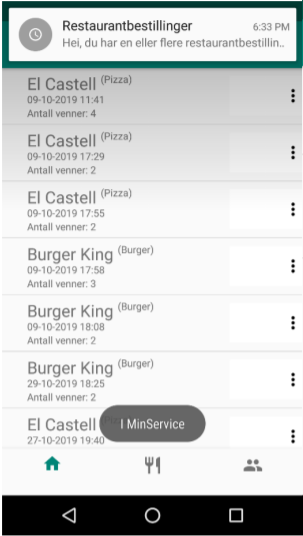 Restaurantbestillinger 6:33 PM
Hei, du har en eller flere restaurantbestillin..
El Castell (Pizza)
09-10-2019 11:41
Antall venner: 4
El Castell (Pizza)
09-10-2019 17:29
Antall venner: 2
El Castell (Pizza)
09-10-2019 17:55
Antall venner: 2
Burger King (Burger)
09-10-2019 17:58
Antall venner: 3
Burger King (Burger)
09-10-2019 18:08
Antall venner: 2
Burger King (Burger)
29-10-2019 18:25
Antall venner: 2
El Castell
27-10-2019 19:40
I MinService